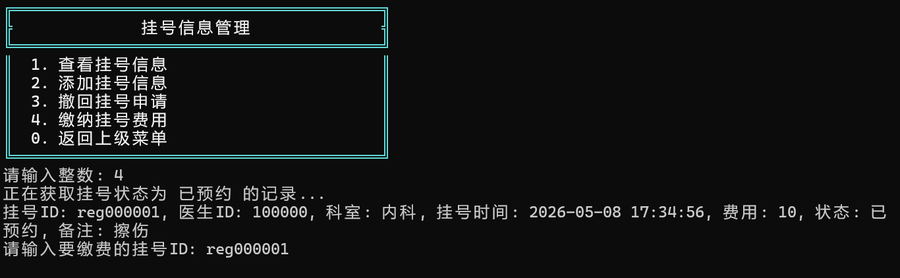 挂号信息管理
1. 查看挂号信息
2. 添加挂号信息
3. 撤回挂号申请
4. 缴纳挂号费用
0. 返回上级菜单
请输入整数: 4
正在获取挂号状态为 已预约 的记录...
挂号ID: reg000001, 医生ID: 100000, 科室: 内科, 挂号时间: 2026-05-08 17:34:56, 费用: 10, 状态: 已
预约, 备注: 擦伤
请输入要缴费的挂号ID: reg000001